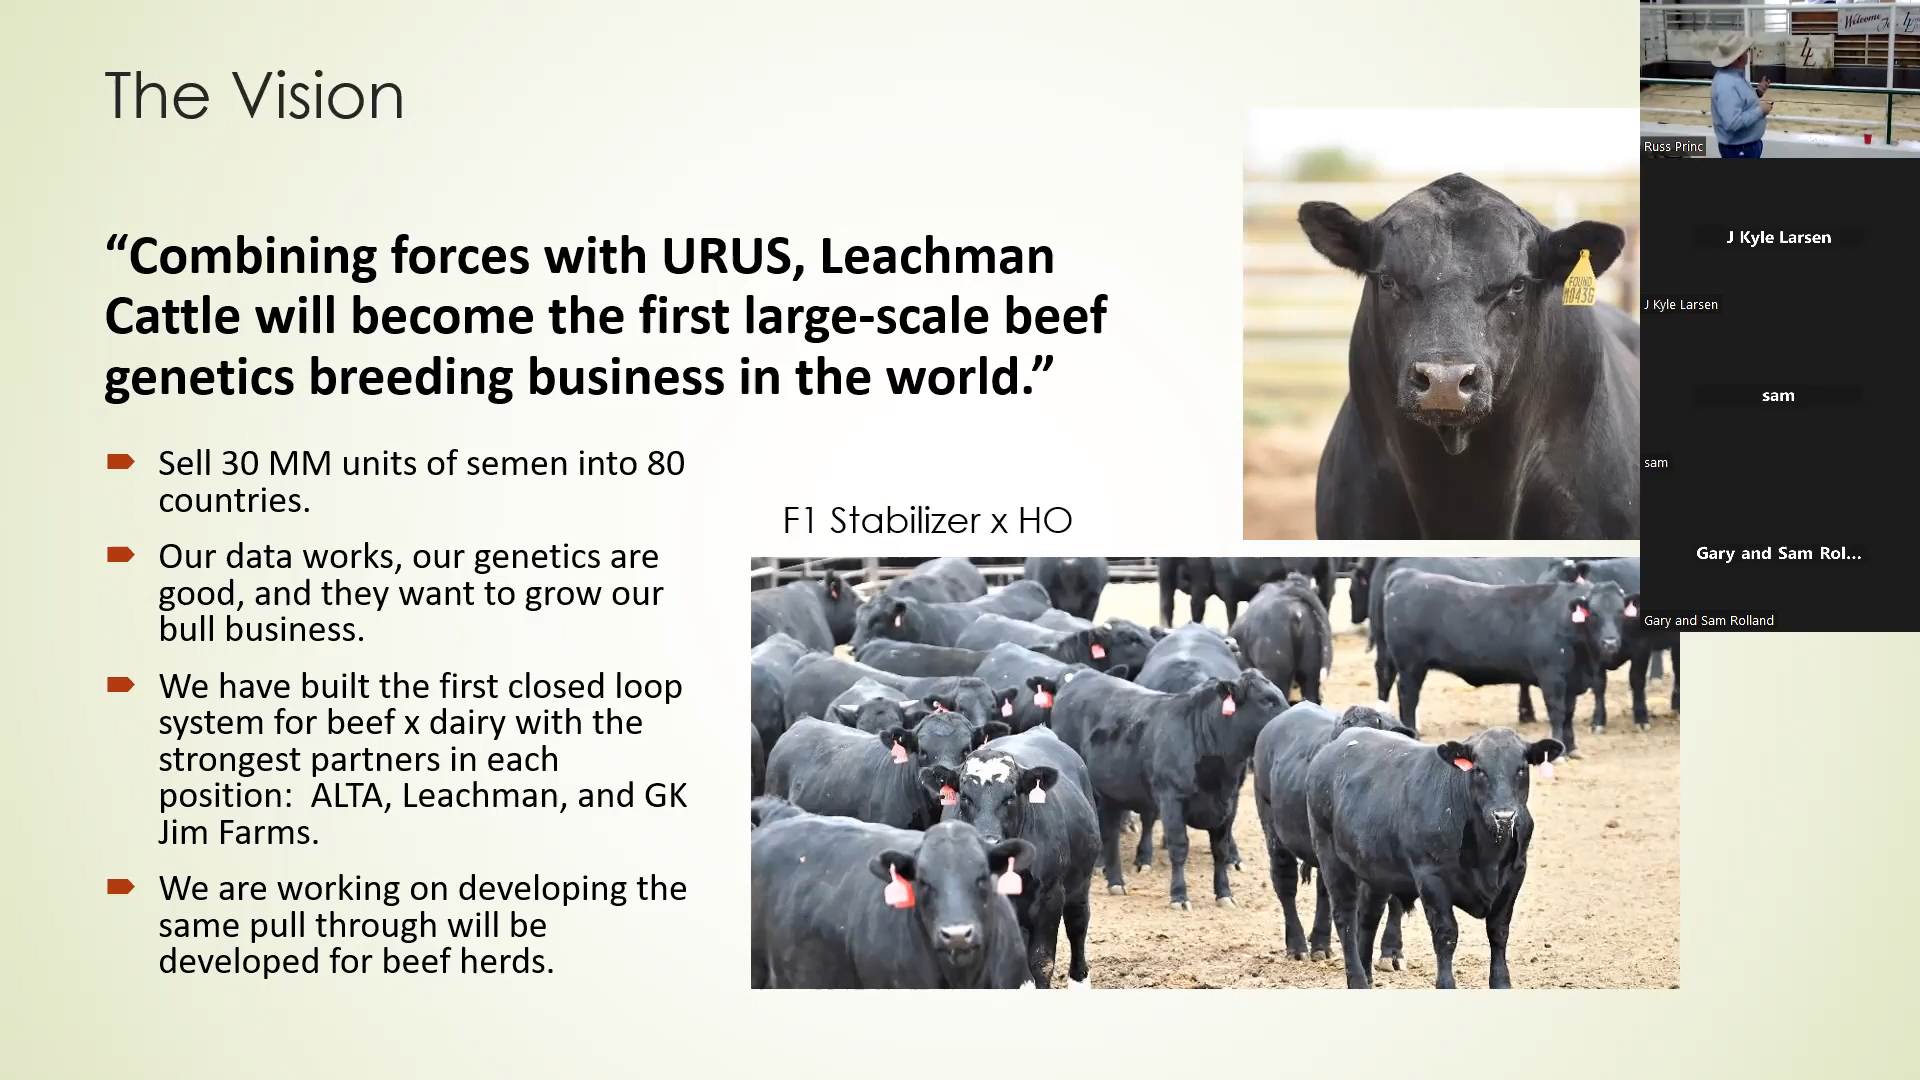 The Vision
“Combining forces with URUS, Leachman
Cattle will become the first large-scale beef
genetics breeding business in the world.”
Sell 30 MM units of semen into 80
countries.
Our data works, our genetics are
good, and they want to grow our
bull business.
We have built the first closed loop
system for beef x dairy with the
strongest partners in each
position:  ALTA, Leachman, and GK
Jim Farms.
We are working on developing the
same pull through will be
developed for beef herds.
F1 Stabilizer x HO
FOUND
Welcome
Russ Princ
J Kyle Larsen
J Kyle Larsen
sam
sam
Gary and Sam Rol...
Gary and Sam Rolland